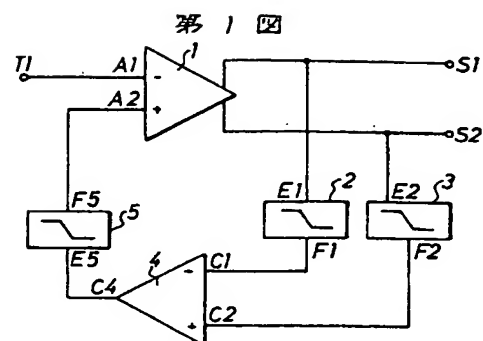 第 1 図
T1 A1 - 1 S1
A2 + S2
F5 E1 2 E2 3
5
E5 F1 F2
4 - C1
C4
+ C2